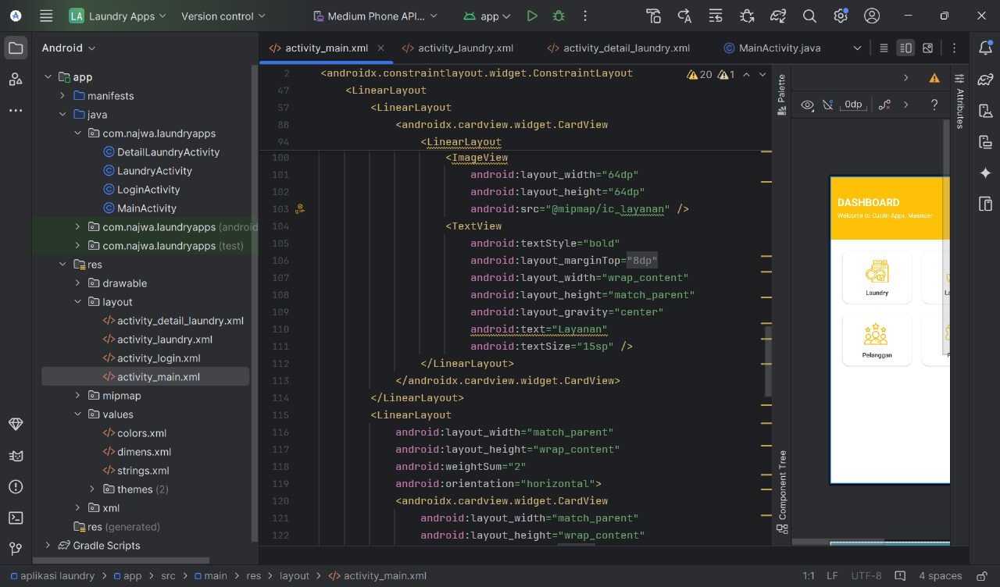 LA Laundry Apps Version control Medium Phone API... app
Android
activity_main.xml activity_laundry.xml activity_detail_laundry.xml MainActivity.java
app
manifests
java
com.najwa.laundryapps
DetailLaundryActivity
LaundryActivity
LoginActivity
MainActivity
com.najwa.laundryapps (android
com.najwa.laundryapps (test)
res
drawable
layout
activity_detail_laundry.xml
activity_laundry.xml
activity_login.xml
activity_main.xml
mipmap
values
colors.xml
dimens.xml
strings.xml
themes (2)
xml
res (generated)
Gradle Scripts
20 1
2 <androidx.constraintlayout.widget.ConstraintLayout
47 <LinearLayout
57 <LinearLayout
88 <androidx.cardview.widget.CardView
94 <LinearLayout
100 <ImageView
101 android:layout_width="64dp"
102 android:layout_height="64dp"
103 android:src="@mipmap/ic_layanan" />
104 <TextView
105 android:textStyle="bold"
106 android:layout_marginTop="8dp"
107 android:layout_width="wrap_content"
108 android:layout_height="match_parent"
109 android:layout_gravity="center"
110 android:text="Layanan"
111 android:textSize="15sp" />
112 </LinearLayout>
113 </androidx.cardview.widget.CardView>
114 </LinearLayout>
115 <LinearLayout
116 android:layout_width="match_parent"
117 android:layout_height="wrap_content"
118 android:weightSum="2"
119 android:orientation="horizontal">
120 <androidx.cardview.widget.CardView
121 android:layout_width="match_parent"
122 android:layout_height="wrap_content"
Palette
Component Tree
0dp
?
Attributes
DASHBOARD
Welcome to CuciIn Apps, Masnoer
Laundry
La
Pelanggan
P
aplikasi laundry > app > src > main > res > layout > activity_main.xml
1:1 LF UTF-8 4 spaces